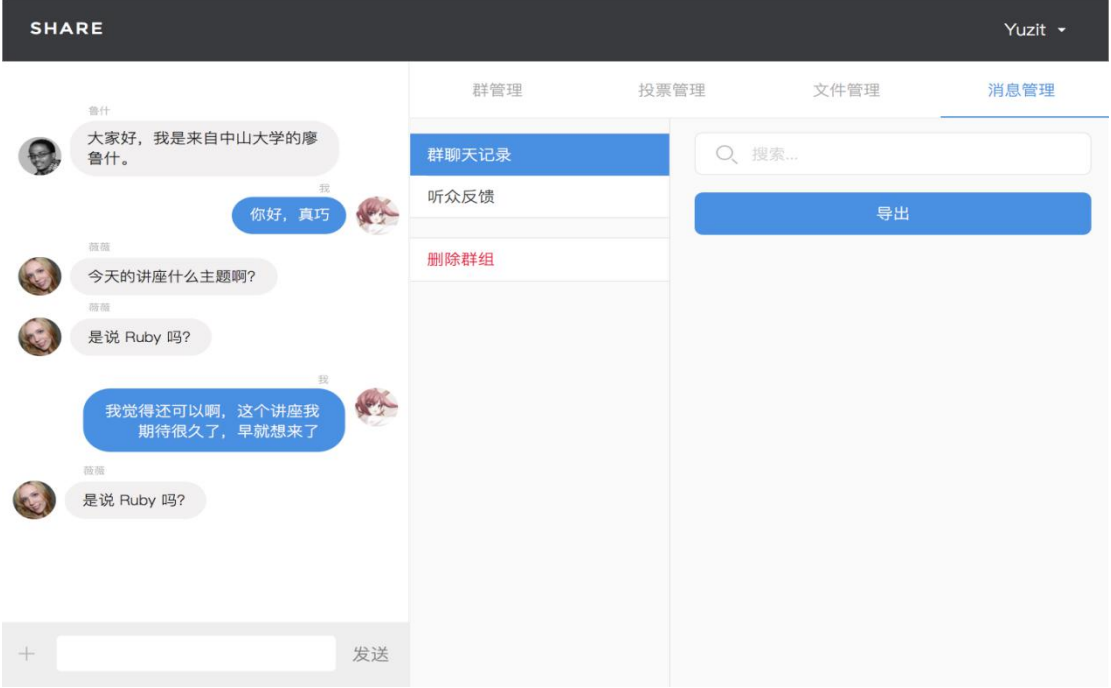 SHARE
Yuzit
鲁什
大家好，我是来自中山大学的廖
鲁什。
我
你好，真巧
薇薇
今天的讲座什么主题啊?
薇薇
是说 Ruby 吗?
我
我觉得还可以啊，这个讲座我
期待很久了，早就想来了
薇薇
是说 Ruby 吗?
发送
群管理
投票管理
文件管理
消息管理
群聊天记录
听众反馈
删除群组
搜索...
导出